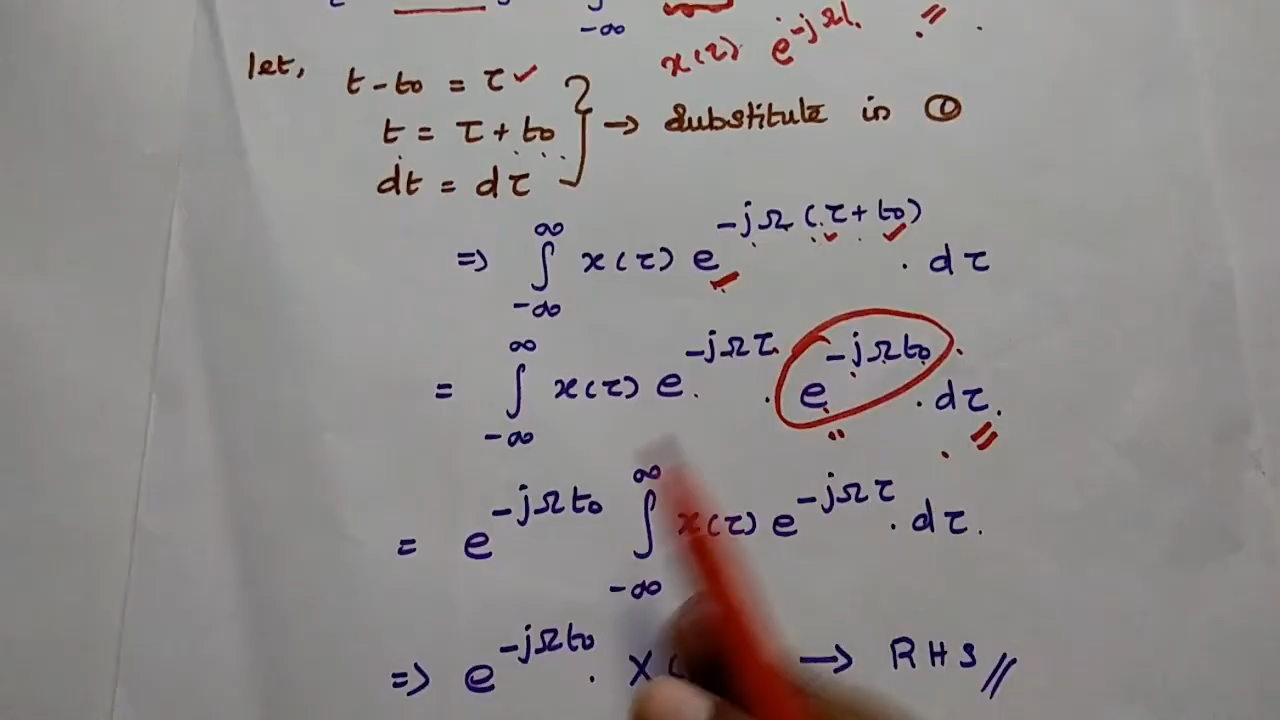 -∞
x(τ) e^-jΩ
let, t - t0 = τ ✓
t = τ + t0 } → Substitute in ①
dt = dτ
=> ∫_-∞^∞ x(τ) e^-jΩ(τ+t0) . dτ
= ∫_-∞^∞ x(τ) e^-jΩτ . e^-jΩt0 . dτ.
= e^-jΩt0 ∫_-∞^∞ x(τ) e^-jΩτ . dτ.
=> e^-jΩt0 . X( → RHS //